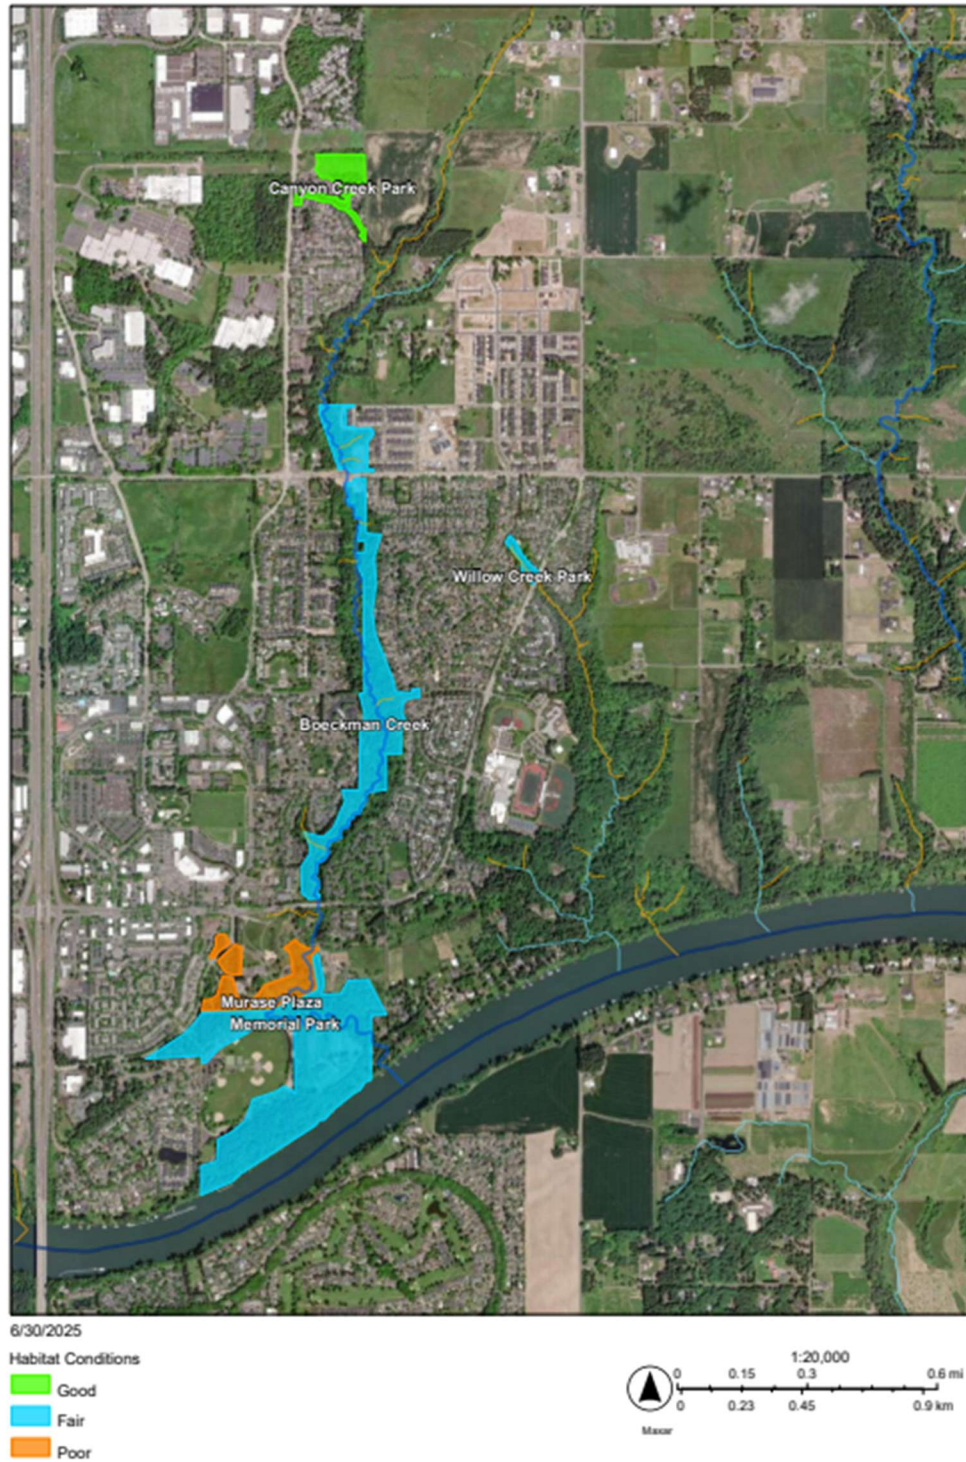 Canyon Creek Park
Willow Creek Park
Boeckman Creek
Murase Plaza
Memorial Park
6/30/2025
Habitat Conditions
Good
Fair
Poor
1:20,000
0 0.15 0.3 0.6 mi
0 0.23 0.45 0.9 km
Maxar